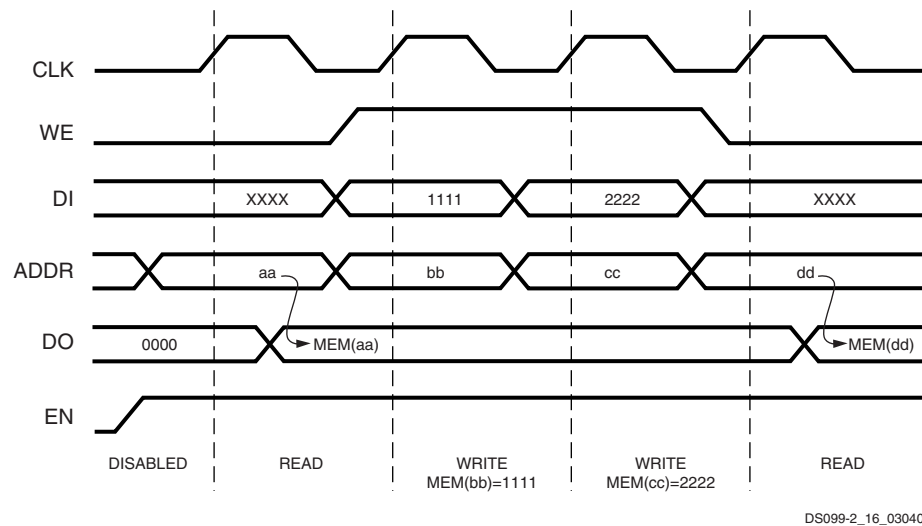 CLK
WE
DI XXXX 1111 2222 XXXX
ADDR aa bb cc dd
DO 0000 MEM(aa) MEM(dd)
EN
DISABLED READ WRITE WRITE READ
MEM(bb)=1111 MEM(cc)=2222
DS099-2_16_03040